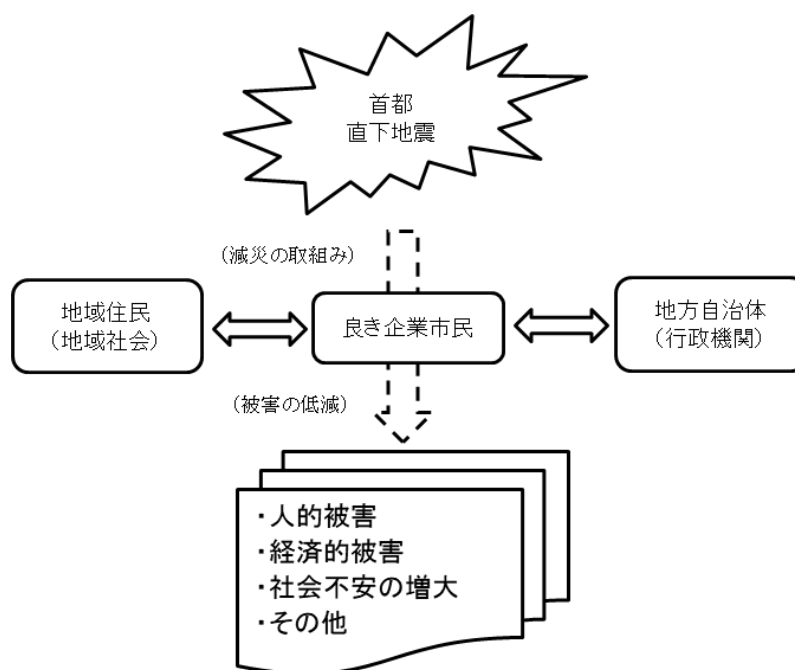 首都
直下地震
(減災の取組み)
地域住民
(地域社会)
良き企業市民
地方自治体
(行政機関)
(被害の低減)
・人的被害
・経済的被害
・社会不安の増大
・その他